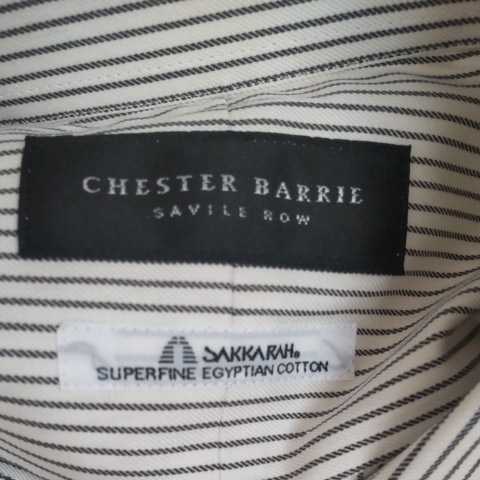 CHESTER BARRIE
SAVILE ROW
SAKKARAH®
SUPERFINE EGYPTIAN COTTON